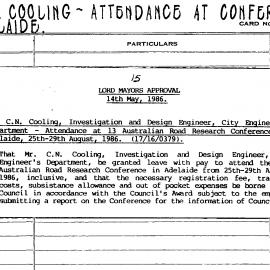 COOLING - ATTENDANCE AT CONFE
LAIDE.
CARD NO
PARTICULARS
15
LORD MAYORS APPROVAL
14th May, 1986.
C.N. Cooling, Investigation and Design Engineer, City Engine
artment - Attendance at 13 Australian Road Research Conference
laide, 25th-29th August, 1986. (17/16/0379).
That Mr. C.N. Cooling, Investigation and Design Engineer,
Engineer's Department, be granted leave with pay to attend the
Australian Road Research Conference in Adelaide from 25th-29th A
1986, inclusive, and that the necessary registration fee, tra
costs, subsistance allowance and out of pocket expenses be borne
Council in accordance with the Council's Award subject to the em
submitting a report on the Conference for the information of Counc